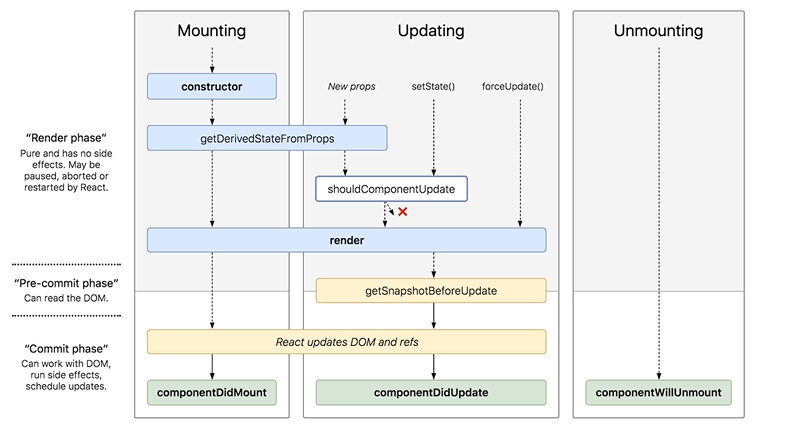 Mounting
Updating
Unmounting
constructor
New props
setState()
forceUpdate()
getDerivedStateFromProps
“Render phase”
Pure and has no side
effects. May be
paused, aborted or
restarted by React.
shouldComponentUpdate
render
“Pre-commit phase”
Can read the DOM.
getSnapshotBeforeUpdate
React updates DOM and refs
“Commit phase”
Can work with DOM,
run side effects,
schedule updates.
componentDidMount
componentDidUpdate
componentWillUnmount